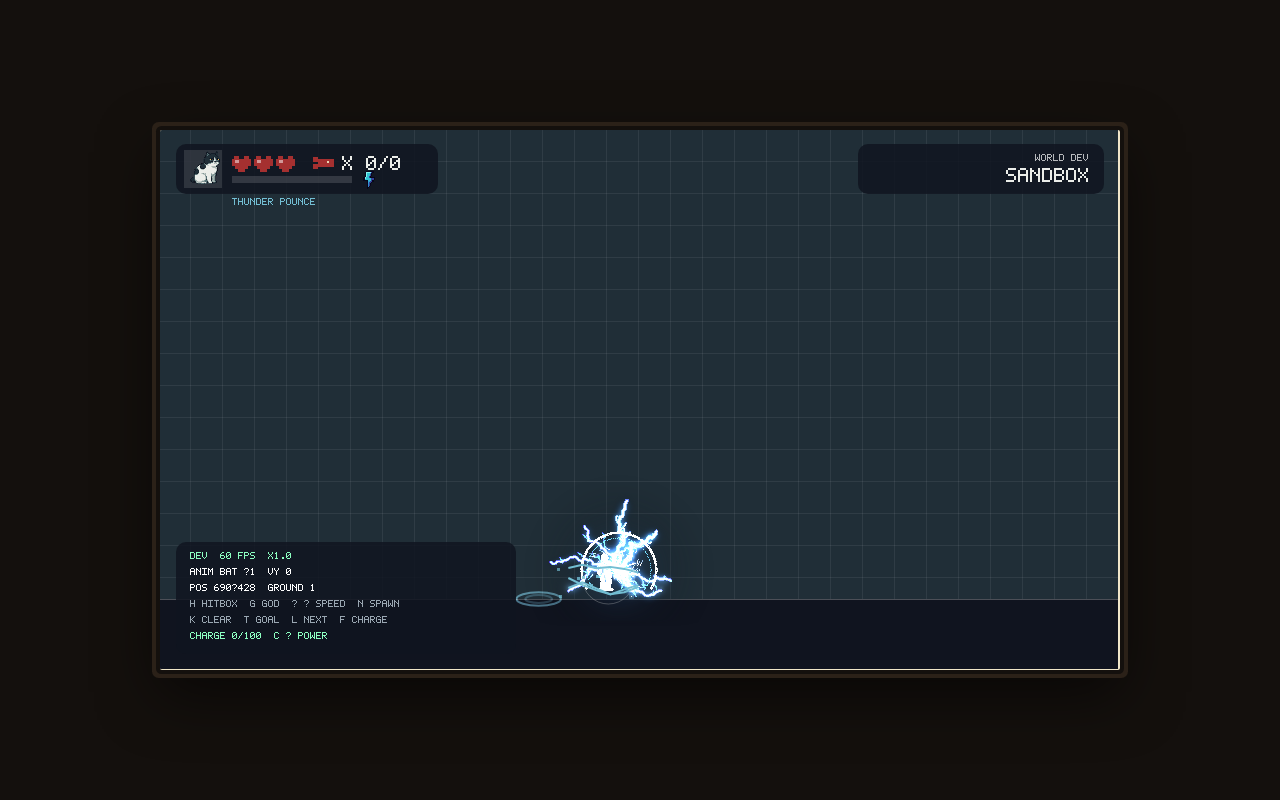 X 0/0
THUNDER POUNCE
WORLD DEV
SANDBOX
DEV 60 FPS X1.0
ANIM BAT ?1 VY 0
POS 690?428 GROUND 1
H HITBOX G GOD ? ? SPEED N SPAWN
K CLEAR T GOAL L NEXT F CHARGE
CHARGE 0/100 C ? POWER